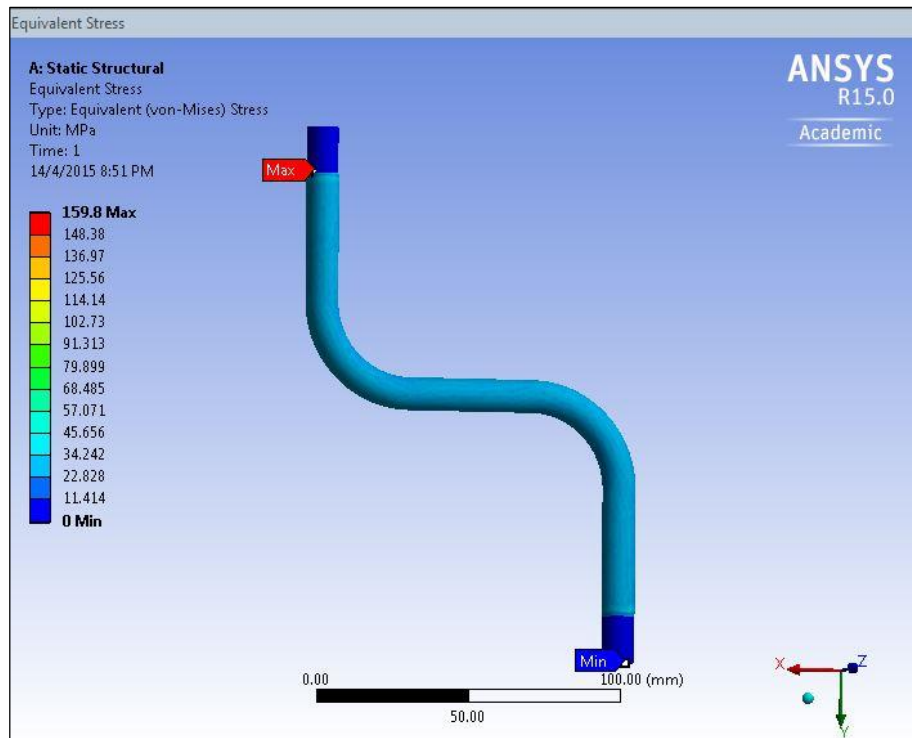 Equivalent Stress
A: Static Structural
Equivalent Stress
Type: Equivalent (von-Mises) Stress
Unit: MPa
Time: 1
14/4/2015 8:51 PM
ANSYS
R15.0
Academic
Max
159.8 Max
148.38
136.97
125.56
114.14
102.73
91.313
79.899
68.485
57.071
45.656
34.242
22.828
11.414
0 Min
Min
0.00
100.00 (mm)
50.00
X
Z
Y